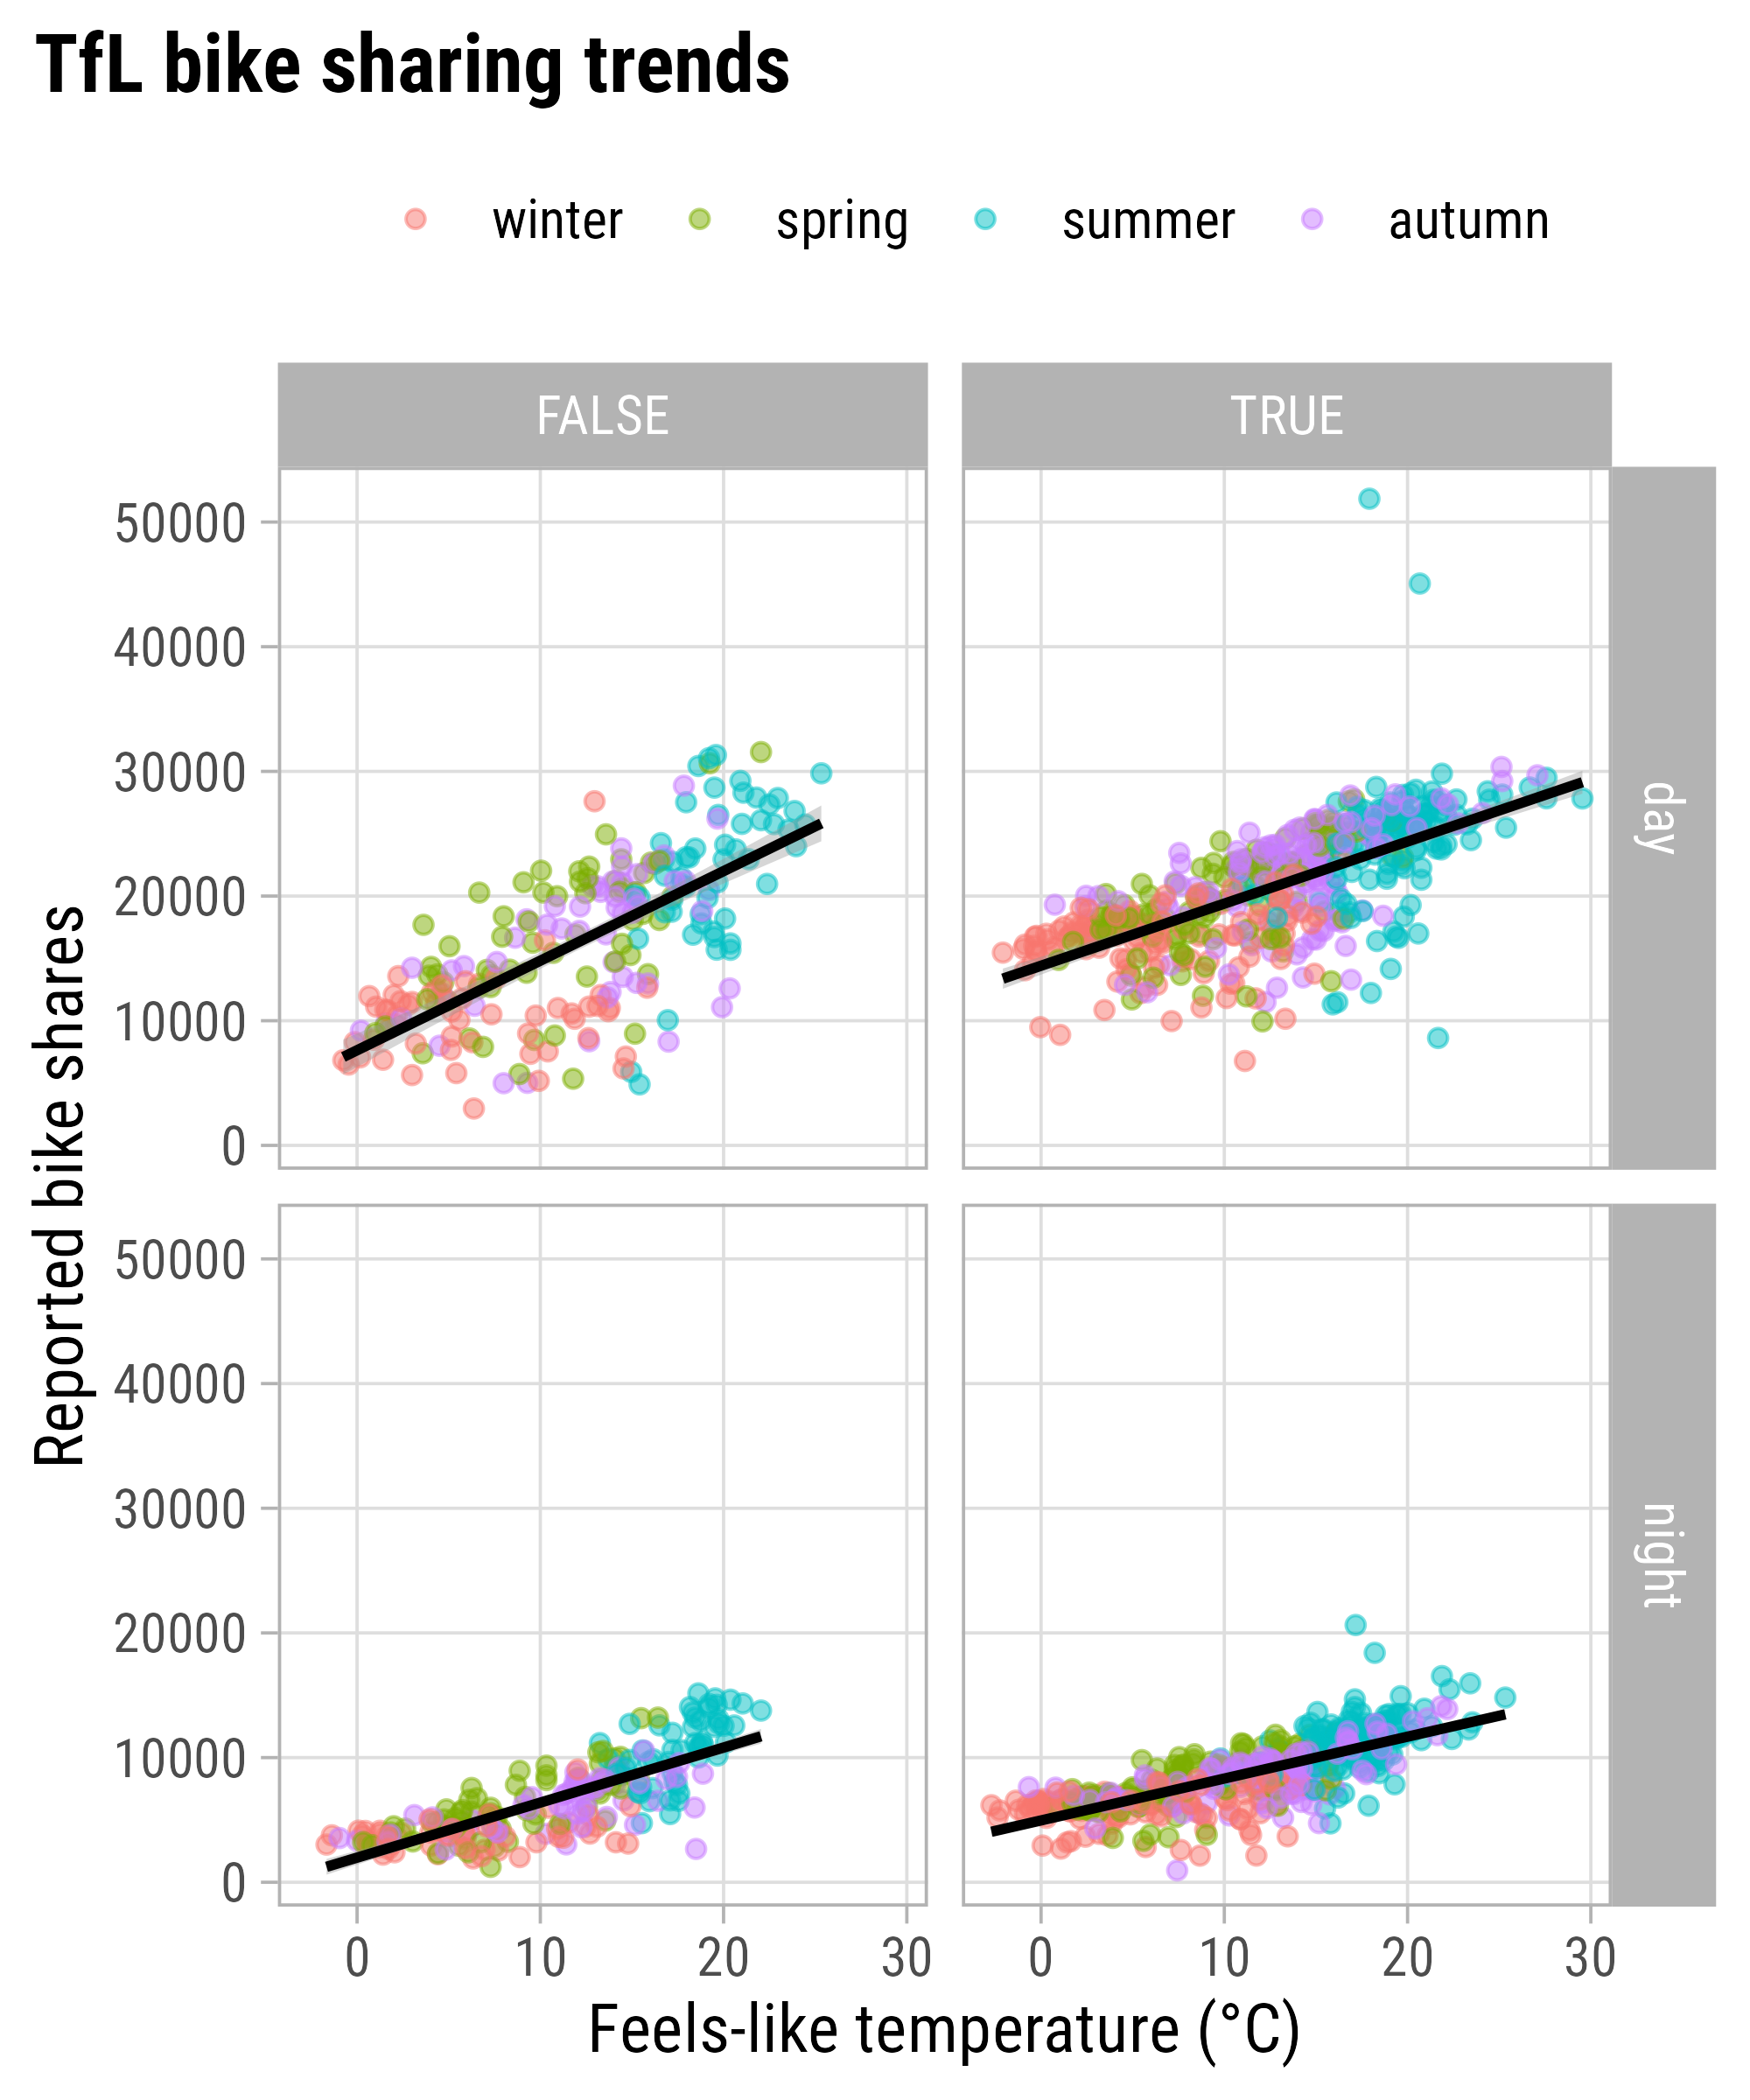 TfL bike sharing trends
winter spring summer autumn
FALSE TRUE
50000
40000
30000
20000
10000
0
day
50000
40000
30000
20000
10000
0
night
0 10 20 30 0 10 20 30
Feels-like temperature (°C)
Reported bike shares